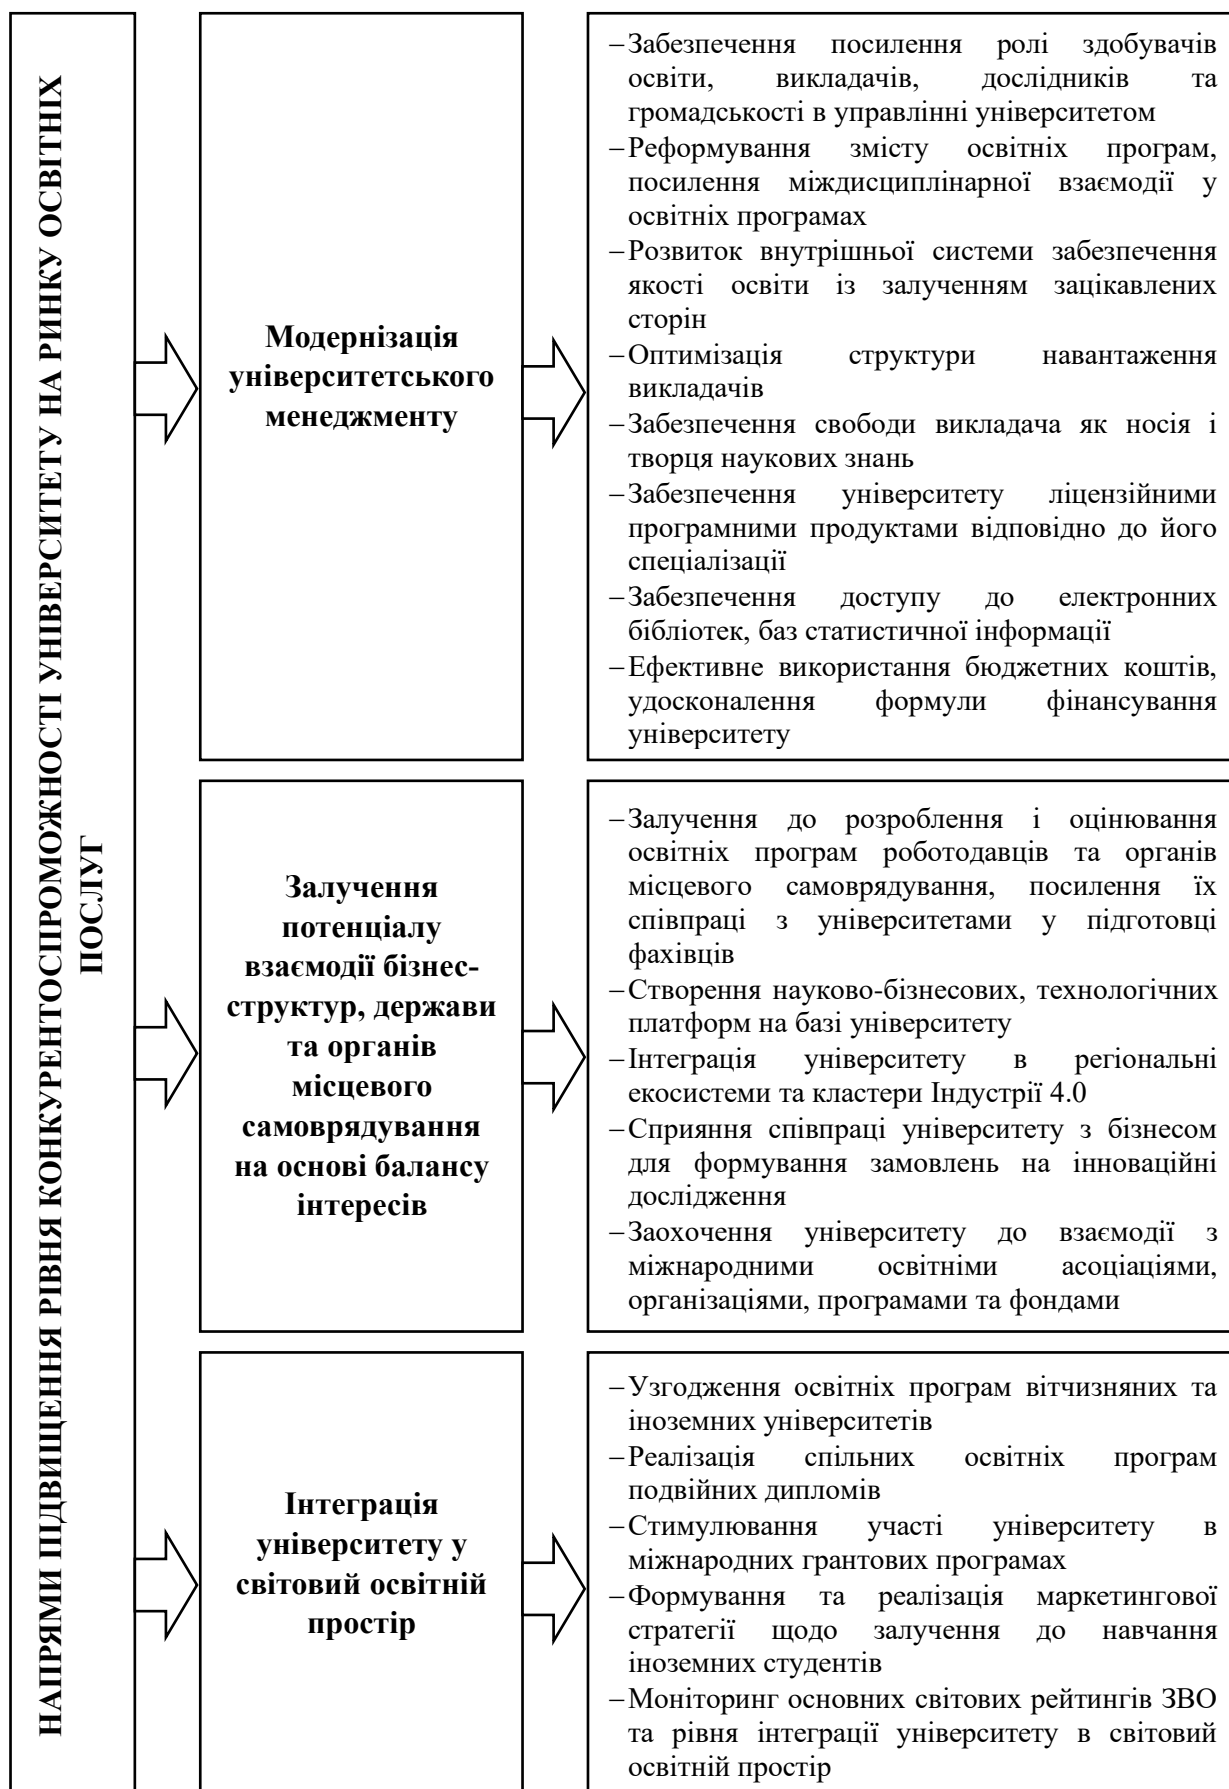 НАПРЯМИ ПІДВИЩЕННЯ РІВНЯ КОНКУРЕНТОСПРОМОЖНОСТІ УНІВЕРСИТЕТУ НА РИНКУ ОСВІТНІХ
ПОСЛУГ
Модернізація
університетського
менеджменту
–Забезпечення посилення ролі здобувачів
освіти, викладачів, дослідників та
громадськості в управлінні університетом
–Реформування змісту освітніх програм,
посилення міждисциплінарної взаємодії у
освітніх програмах
–Розвиток внутрішньої системи забезпечення
якості освіти із залученням зацікавлених
сторін
–Оптимізація структури навантаження
викладачів
–Забезпечення свободи викладача як носія і
творця наукових знань
–Забезпечення університету ліцензійними
програмними продуктами відповідно до його
спеціалізації
–Забезпечення доступу до електронних
бібліотек, баз статистичної інформації
–Ефективне використання бюджетних коштів,
удосконалення формули фінансування
університету
Залучення
потенціалу
взаємодії бізнес-
структур, держави
та органів
місцевого
самоврядування
на основі балансу
інтересів
–Залучення до розроблення і оцінювання
освітніх програм роботодавців та органів
місцевого самоврядування, посилення їх
співпраці з університетами у підготовці
фахівців
–Створення науково-бізнесових, технологічних
платформ на базі університету
–Інтеграція університету в регіональні
екосистеми та кластери Індустрії 4.0
–Сприяння співпраці університету з бізнесом
для формування замовлень на інноваційні
дослідження
–Заохочення університету до взаємодії з
міжнародними освітніми асоціаціями,
організаціями, програмами та фондами
Інтеграція
університету у
світовий освітній
простір
–Узгодження освітніх програм вітчизняних та
іноземних університетів
–Реалізація спільних освітніх програм
подвійних дипломів
–Стимулювання участі університету в
міжнародних грантових програмах
–Формування та реалізація маркетингової
стратегії щодо залучення до навчання
іноземних студентів
–Моніторинг основних світових рейтингів ЗВО
та рівня інтеграції університету в світовий
освітній простір